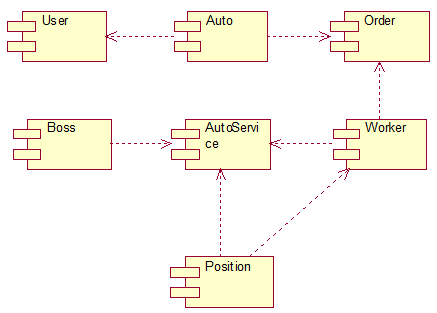 User
Auto
Order
Boss
AutoServi
ce
Worker
Position